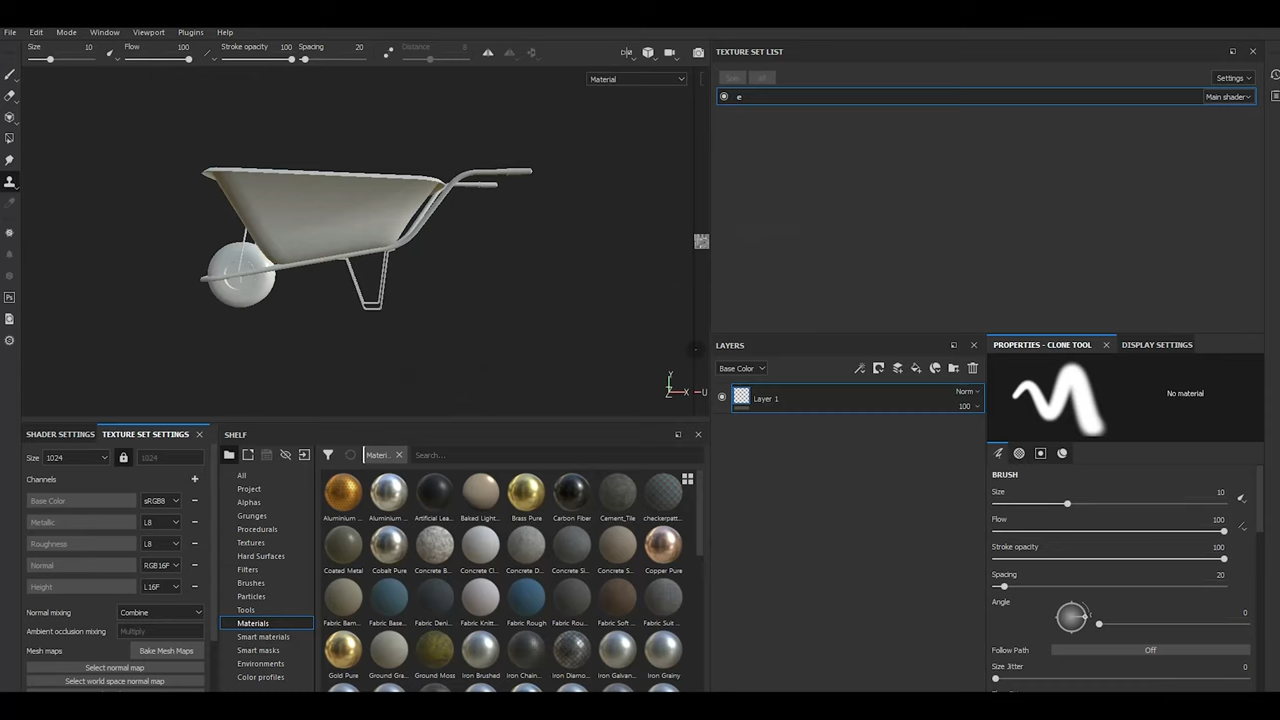 File Edit Mode Window Viewport Plugins Help
Size 10 Flow 100 Stroke opacity 100 Spacing 20 Distance 8
Material
TEXTURE SET LIST
Solo All Settings
e Main shader
Y
Z X U
LAYERS
Base Color
Layer 1 Norm
100
PROPERTIES - CLONE TOOL DISPLAY SETTINGS
No material
BRUSH
Size 10
Flow 100
Stroke opacity 100
Spacing 20
Angle 0
Follow Path Off
Size Jitter 0
SHADER SETTINGS TEXTURE SET SETTINGS
Size 1024 1024
Channels
Base Color sRGB8
Metallic L8
Roughness L8
Normal RGB16F
Height L16F
Normal mixing Combine
Ambient occlusion mixing Multiply
Mesh maps Bake Mesh Maps
Select normal map
Select world space normal map
SHELF
Materi... Search...
All
Project
Alphas
Grunges
Procedurals
Textures
Hard Surfaces
Filters
Brushes
Particles
Tools
Materials
Smart materials
Smart masks
Environments
Color profiles
Aluminium ... Aluminium ... Artificial Lea... Baked Light... Brass Pure Carbon Fiber Cement_Tile checkerpatt...
Coated Metal Cobalt Pure Concrete B... Concrete Cl... Concrete D... Concrete Si... Concrete S... Copper Pure
Fabric Bam... Fabric Base... Fabric Deni... Fabric Knitt... Fabric Rough Fabric Rou... Fabric Soft ... Fabric Suit ...
Gold Pure Ground Gra... Ground Moss Iron Brushed Iron Chain... Iron Diamo... Iron Galvan... Iron Grainy
Ps